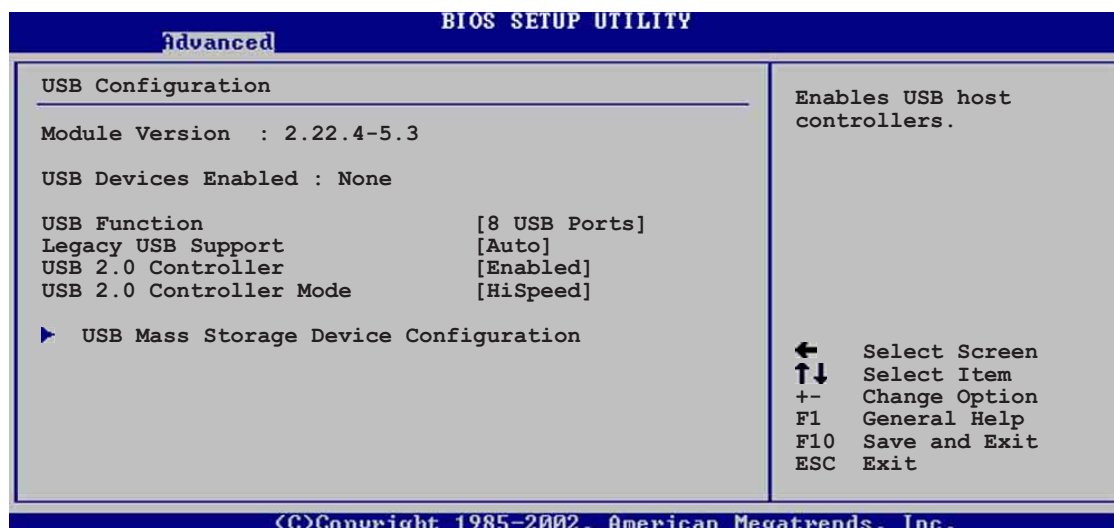 BIOS SETUP UTILITY
Advanced
USB Configuration
Module Version : 2.22.4-5.3
USB Devices Enabled : None
USB Function [8 USB Ports]
Legacy USB Support [Auto]
USB 2.0 Controller [Enabled]
USB 2.0 Controller Mode [HiSpeed]
USB Mass Storage Device Configuration
Enables USB host
controllers.
Select Screen
Select Item
+- Change Option
F1 General Help
F10 Save and Exit
ESC Exit
(C)Copyright 1985-2002, American Megatrends, Inc.